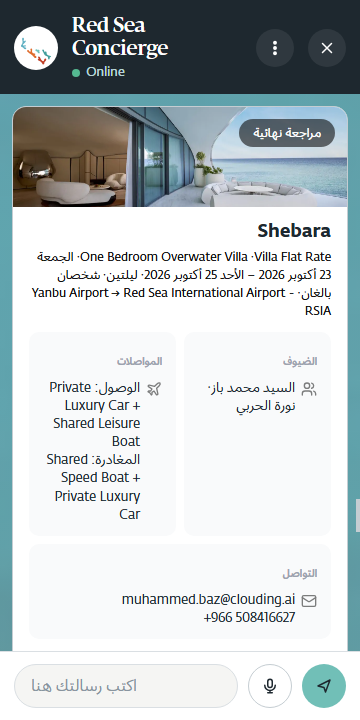 Red Sea
Concierge
Online
مراجعة نهائية
Shebara
One Bedroom Overwater Villa ·Villa Flat Rate· الجمعة
23 أكتوبر 2026 – الأحد 25 أكتوبر 2026· ليلتين· شخصان
بالغان· Yanbu Airport → Red Sea International Airport -
RSIA
الضيوف
السيد محمد باز·
نورة الحربي
المواصلات
الوصول: Private
Luxury Car +
Shared Leisure
Boat
المغادرة: Shared
Speed Boat +
Private Luxury
Car
التواصل
muhammed.baz@clouding.ai
+966 508416627
اكتب رسالتك هنا